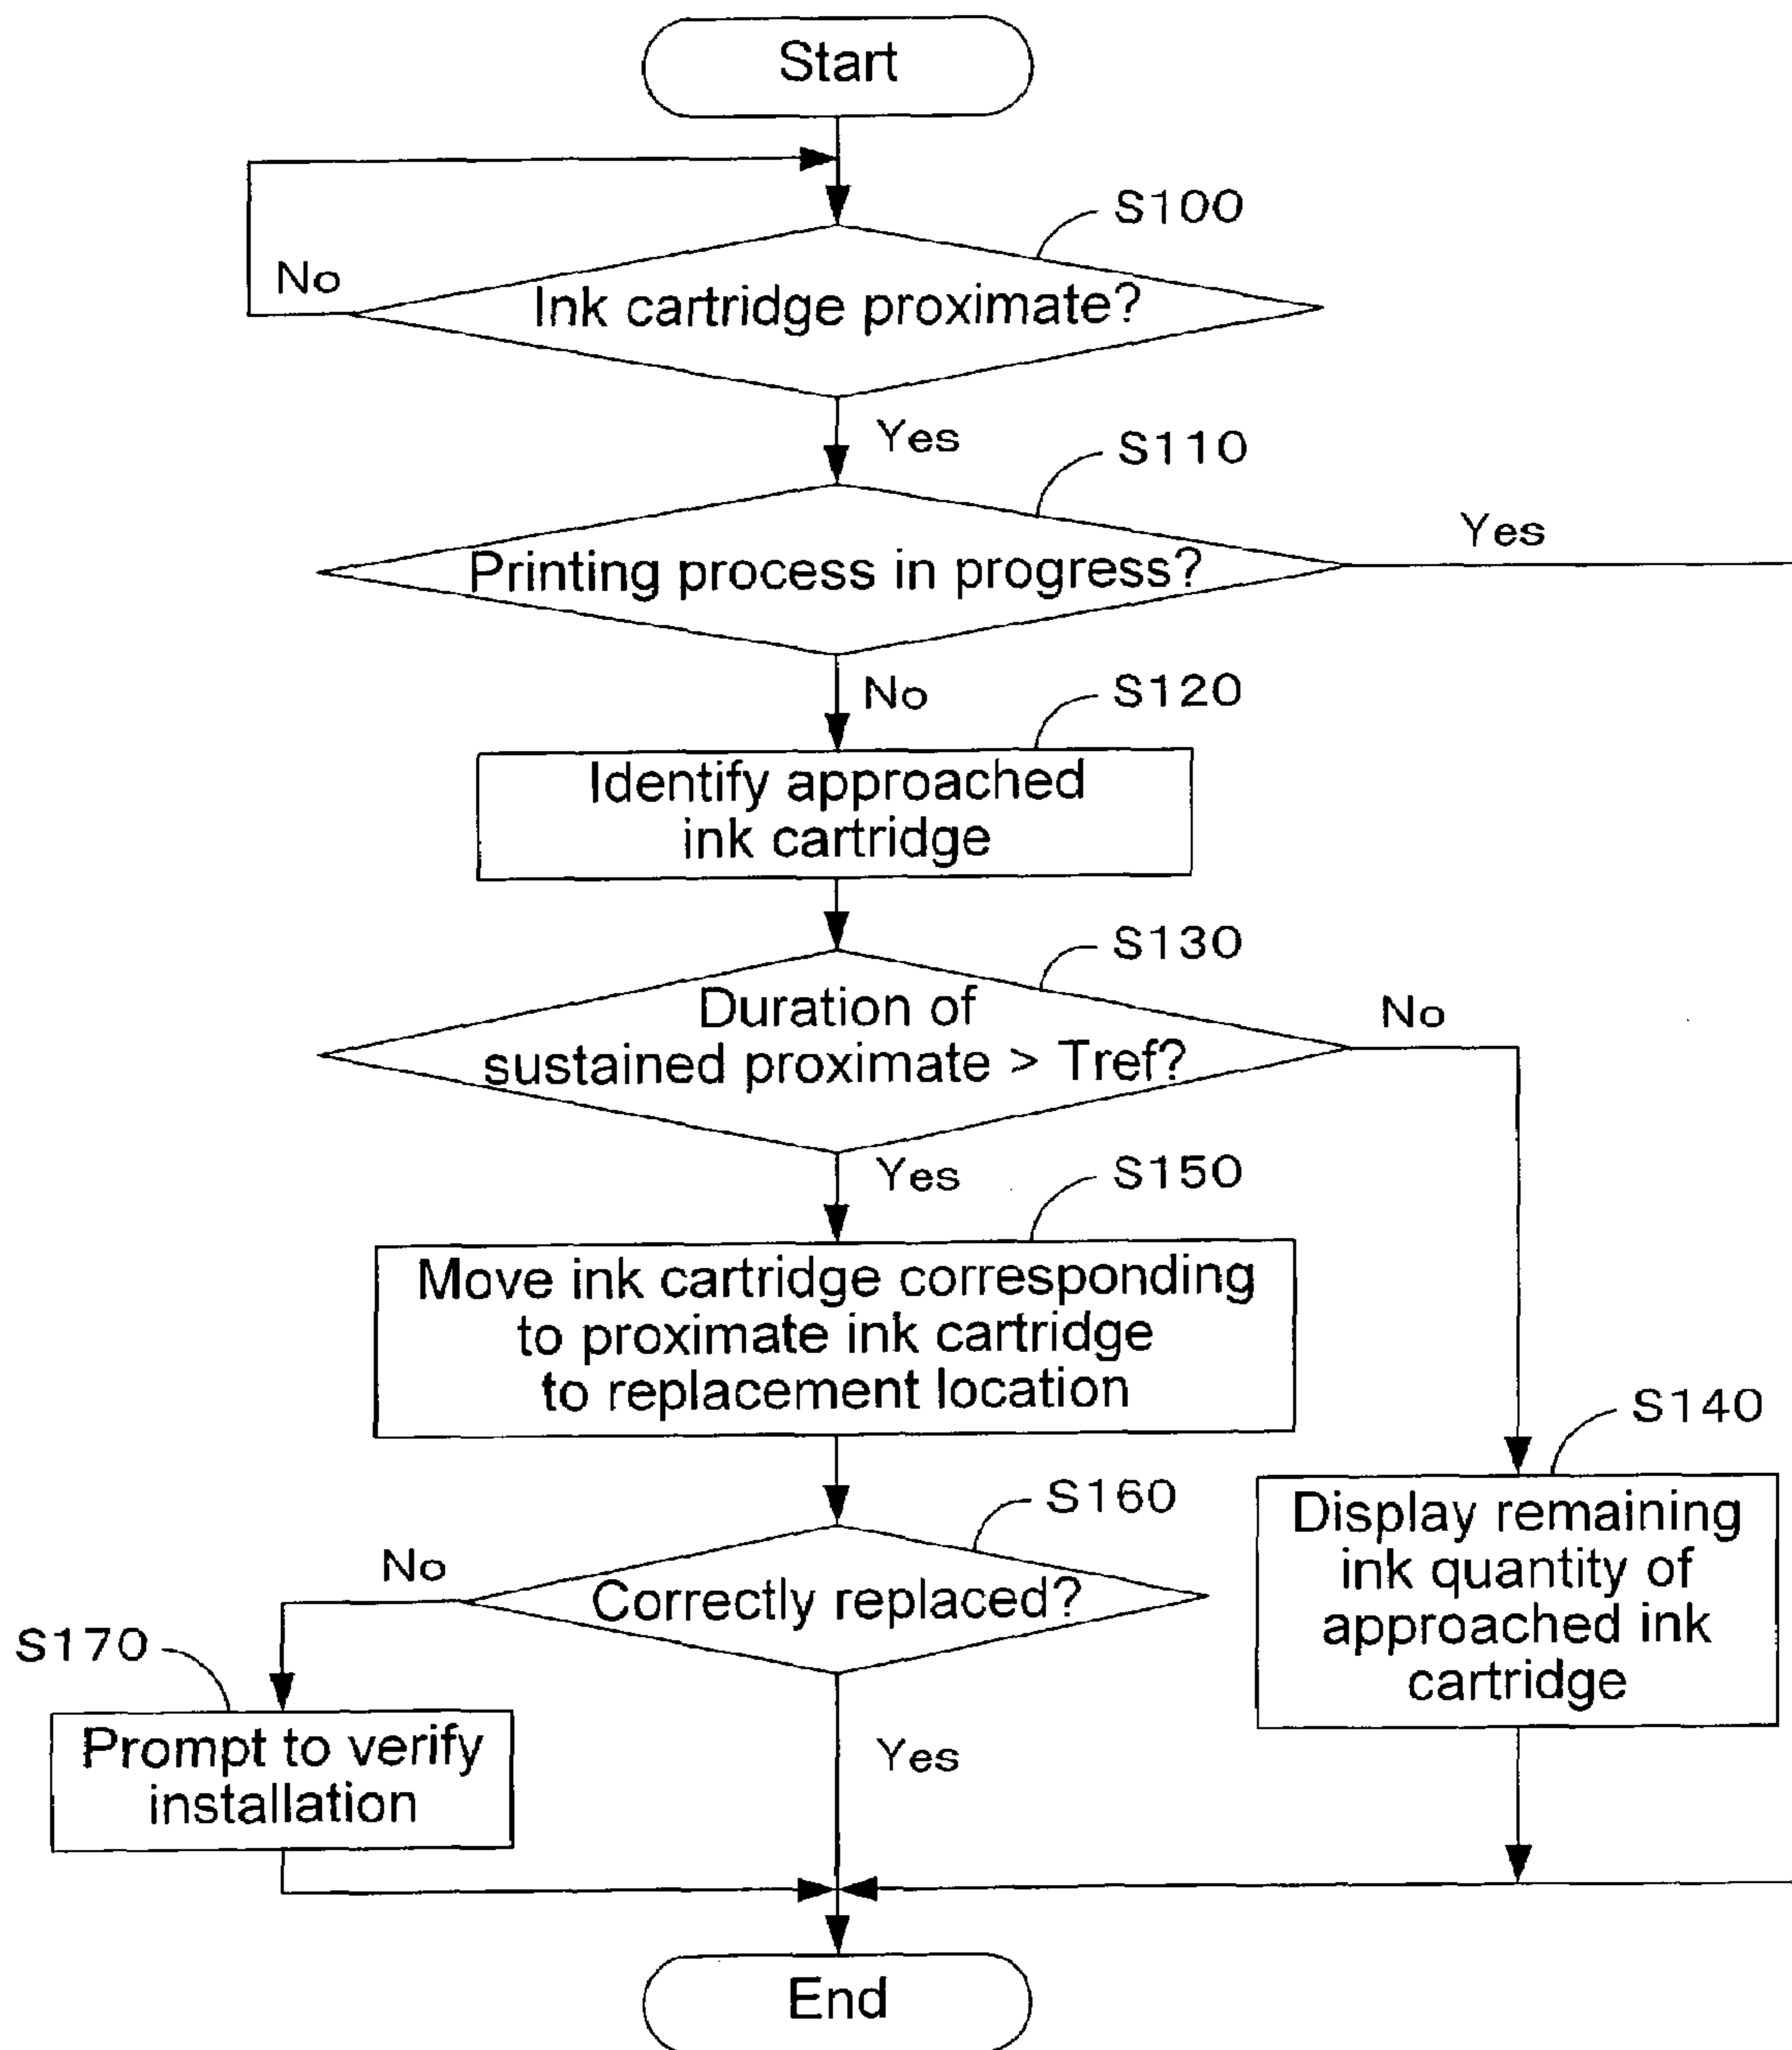 Start
S100
No
Ink cartridge proximate?
Yes
S110
Yes
Printing process in progress?
No
S120
Identify approached
ink cartridge
S130
Duration of
sustained proximate > Tref?
No
Yes
S150
Move ink cartridge corresponding
to proximate ink cartridge
to replacement location
S140
Display remaining
ink quantity of
approached ink
cartridge
S160
No
Correctly replaced?
S170
Prompt to verify
installation
Yes
End